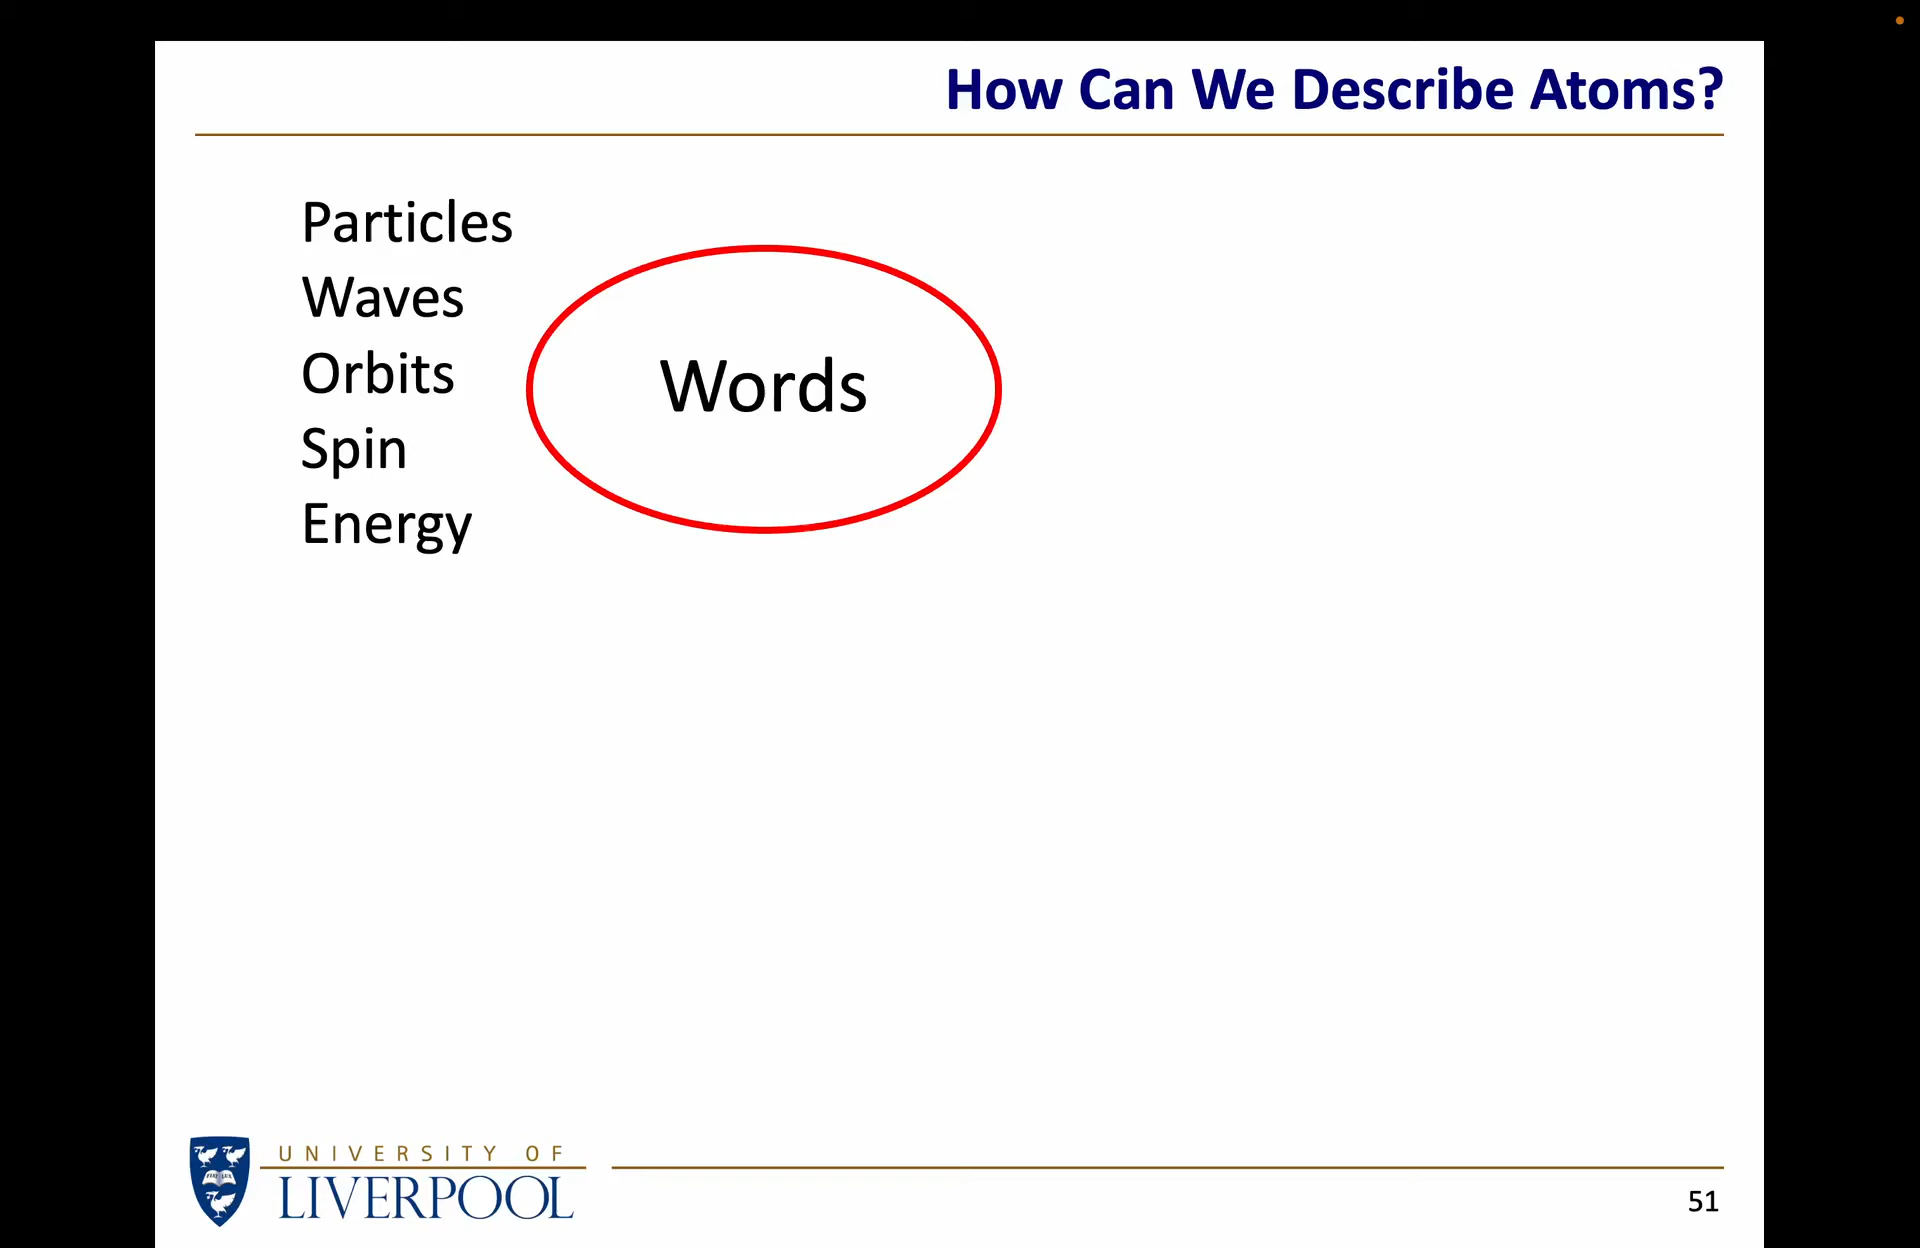 How Can We Describe Atoms?
Particles
Waves
Orbits
Spin
Energy
Words
UNIVERSITY OF
LIVERPOOL
51